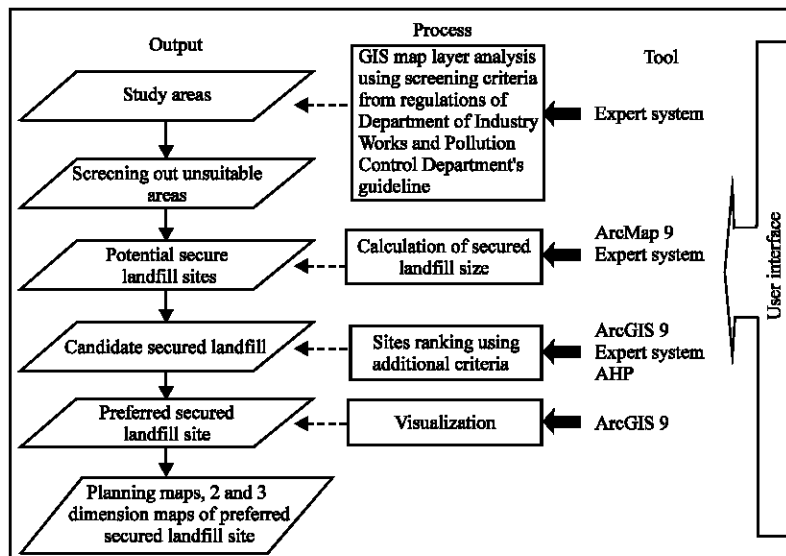 Output
Process
Tool
Study areas
GIS map layer analysis
using screening criteria
from regulations of
Department of Industry
Works and Pollution
Control Department's
guideline
Expert system
Screening out unsuitable
areas
Potential secure
landfill sites
Calculation of secured
landfill size
ArcMap 9
Expert system
Candidate secured landfill
Sites ranking using
additional criteria
ArcGIS 9
Expert system
AHP
Preferred secured
landfill site
Visualization
ArcGIS 9
Planning maps, 2 and 3
dimension maps of preferred
secured landfill site
User interface